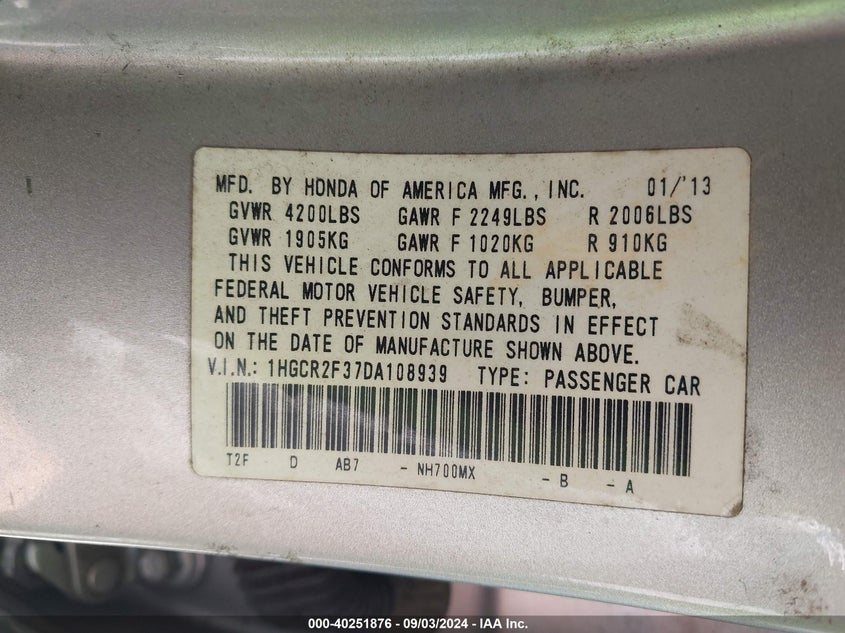 MFD. BY HONDA OF AMERICA MFG., INC. 01/'13
GVWR 4200LBS GAWR F 2249LBS R 2006LBS
GVWR 1905KG GAWR F 1020KG R 910KG
THIS VEHICLE CONFORMS TO ALL APPLICABLE
FEDERAL MOTOR VEHICLE SAFETY, BUMPER,
AND THEFT PREVENTION STANDARDS IN EFFECT
ON THE DATE OF MANUFACTURE SHOWN ABOVE.
V.I.N.: 1HGCR2F37DA108939 TYPE: PASSENGER CAR
T2F D AB7 - NH700MX - B - A
000-40251876 - 09/03/2024 - IAA Inc.